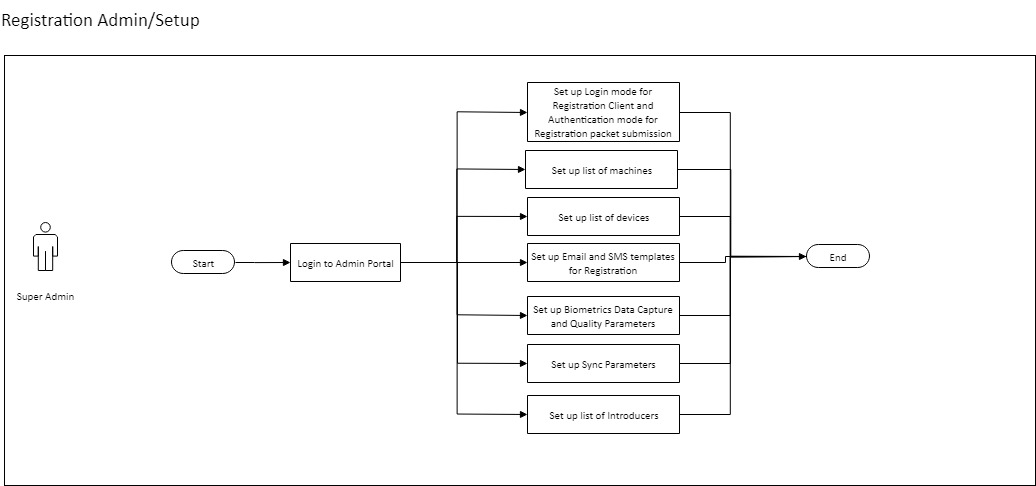 Registration Admin/Setup
Set up Login mode for
Registration Client and
Authentication mode for
Registration packet submission
Set up list of machines
Set up list of devices
Super Admin
Start
Login to Admin Portal
Set up Email and SMS templates
for Registration
End
Set up Biometrics Data Capture
and Quality Parameters
Set up Sync Parameters
Set up list of Introducers